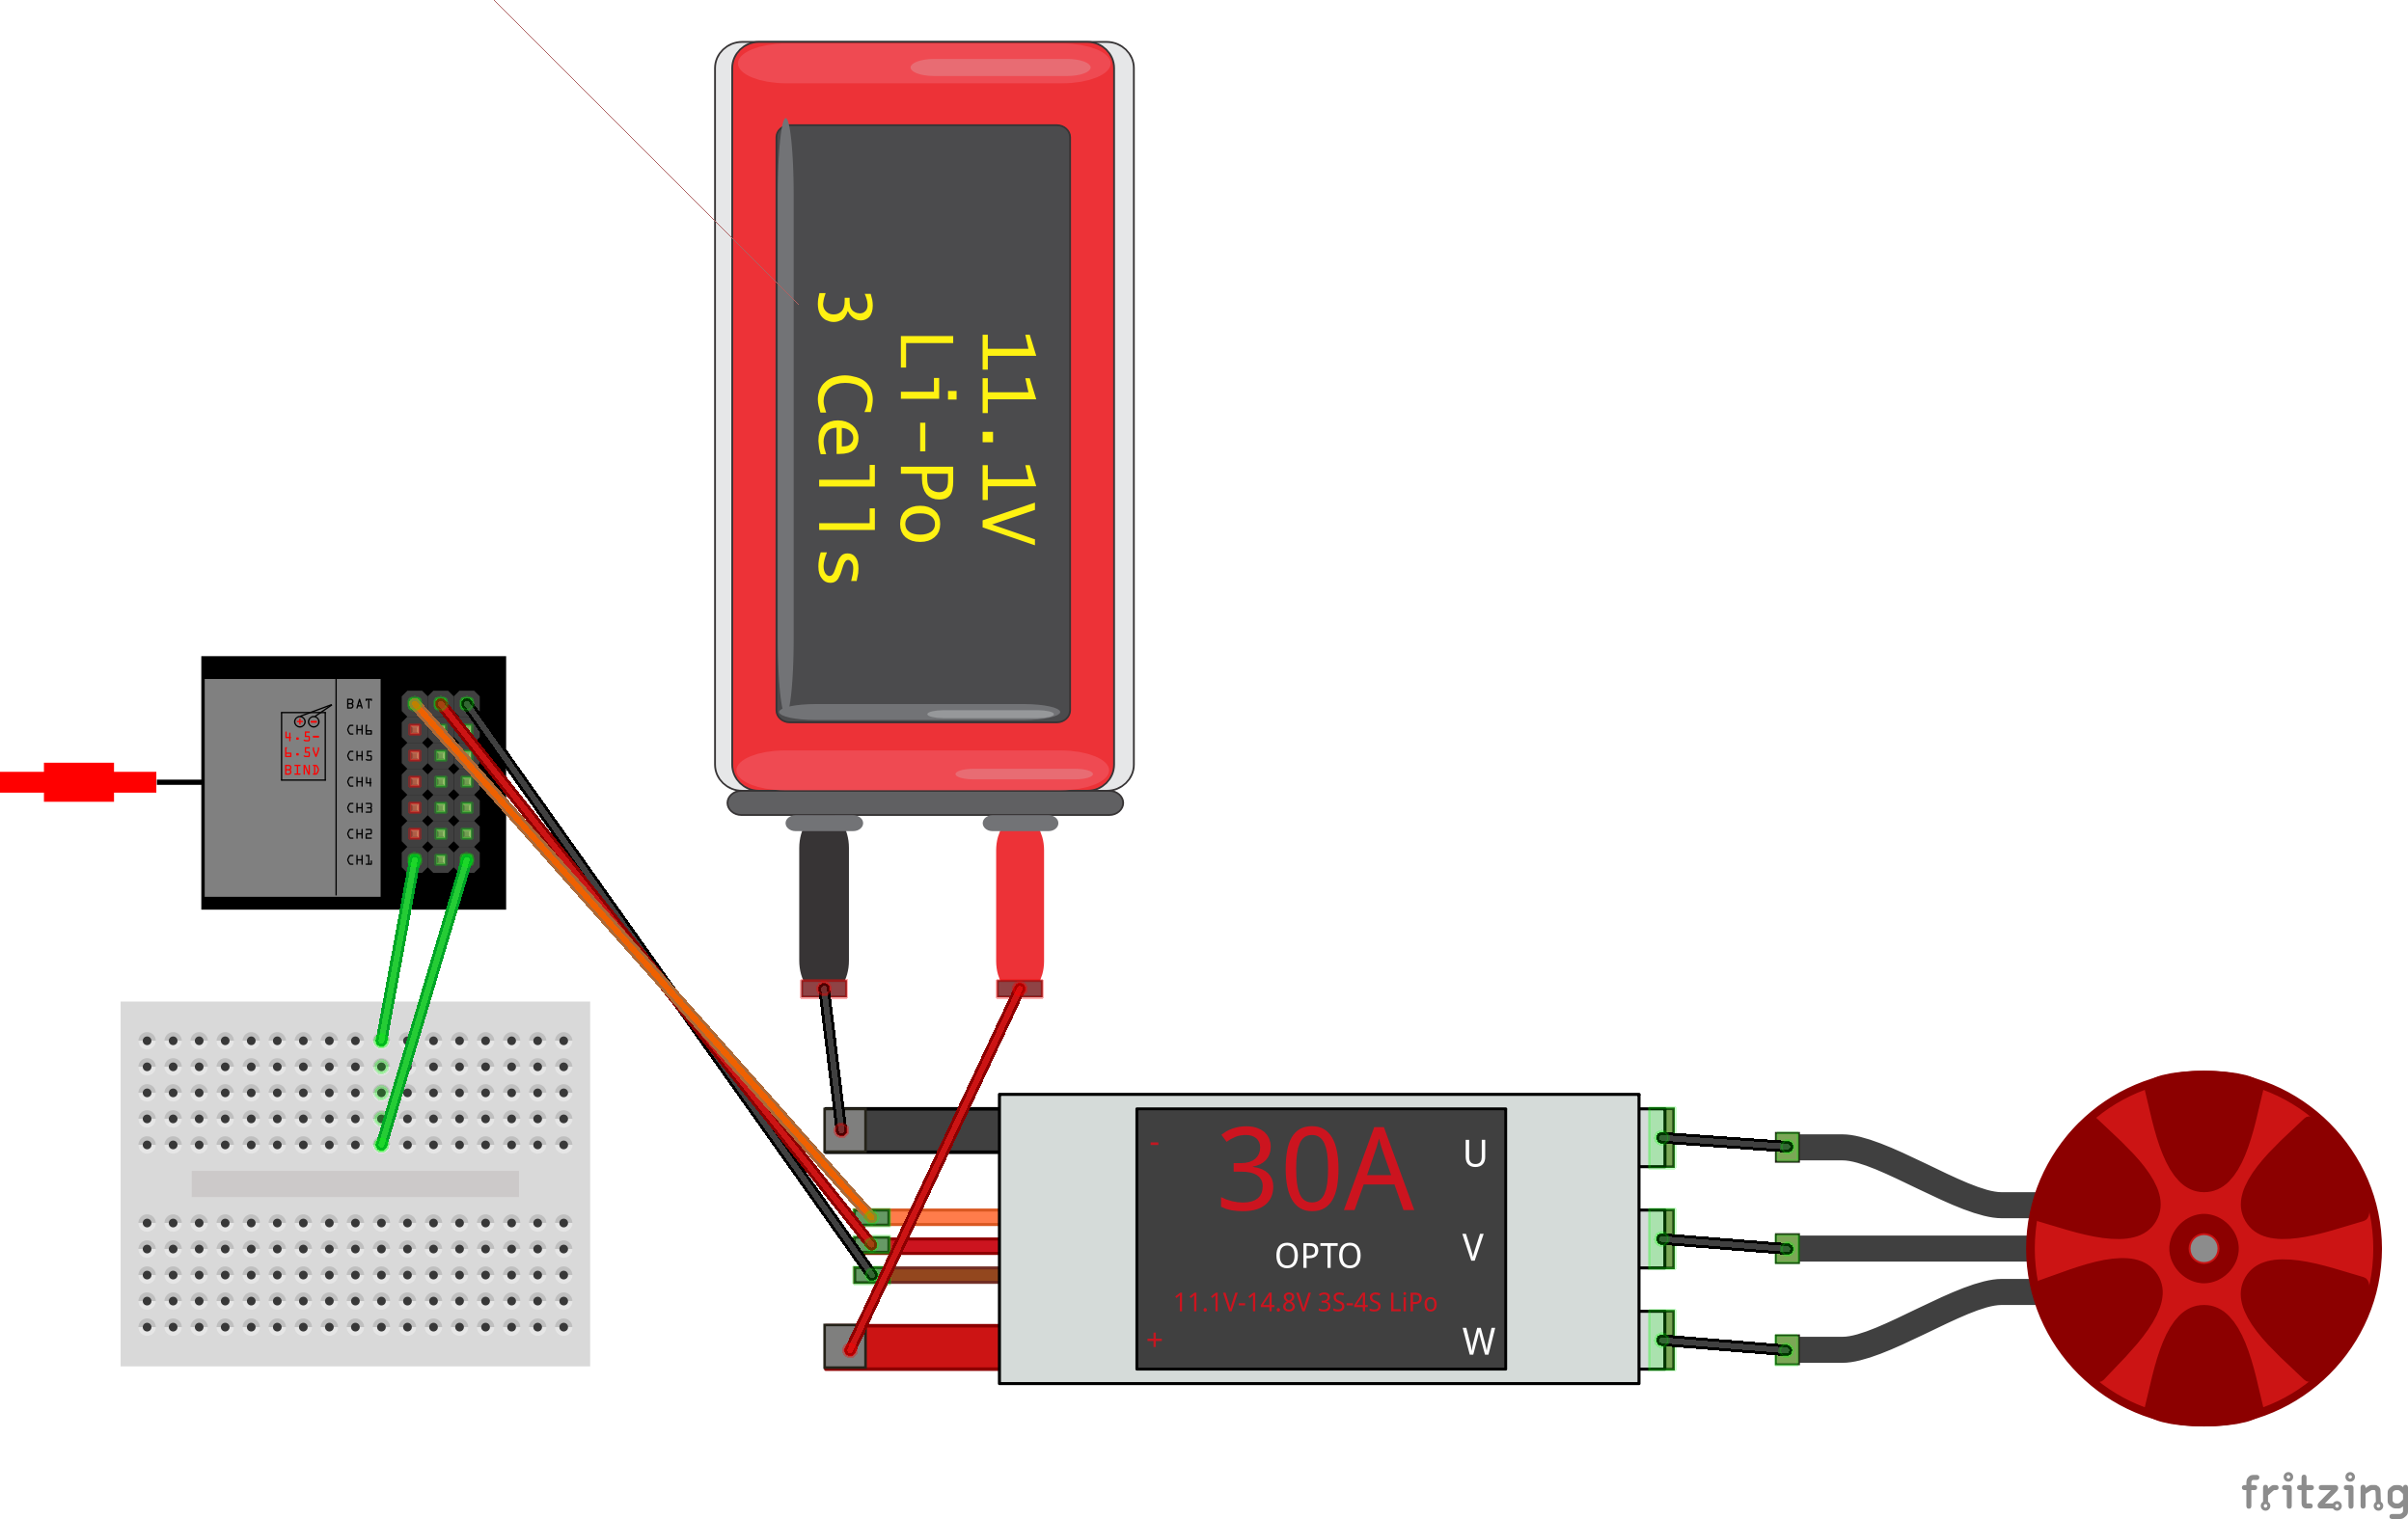 11.1V
Li-Po
3 Cells
BAT
CH6
CH5
CH4
CH3
CH2
CH1
4.5-
6.5V
BIND
-
30A
OPTO
11.1V-14.8V 3S-4S LiPo
+
U
V
W
fritzing